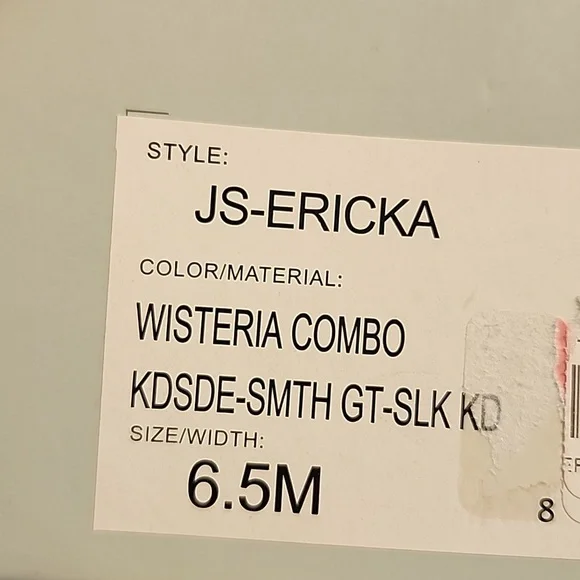 STYLE:
JS-ERICKA
COLOR/MATERIAL:
WISTERIA COMBO
KDSDE-SMTH GT-SLK KD
SIZE/WIDTH:
6.5M
8